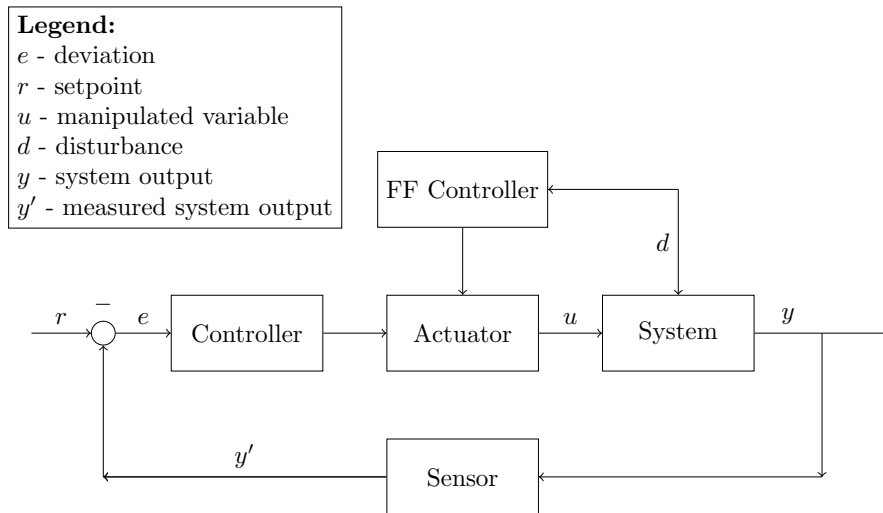 Legend:
e - deviation
r - setpoint
u - manipulated variable
d - disturbance
y - system output
y′ - measured system output
FF Controller
d
−
r
e
Controller
Actuator
u
System
y
y′
Sensor